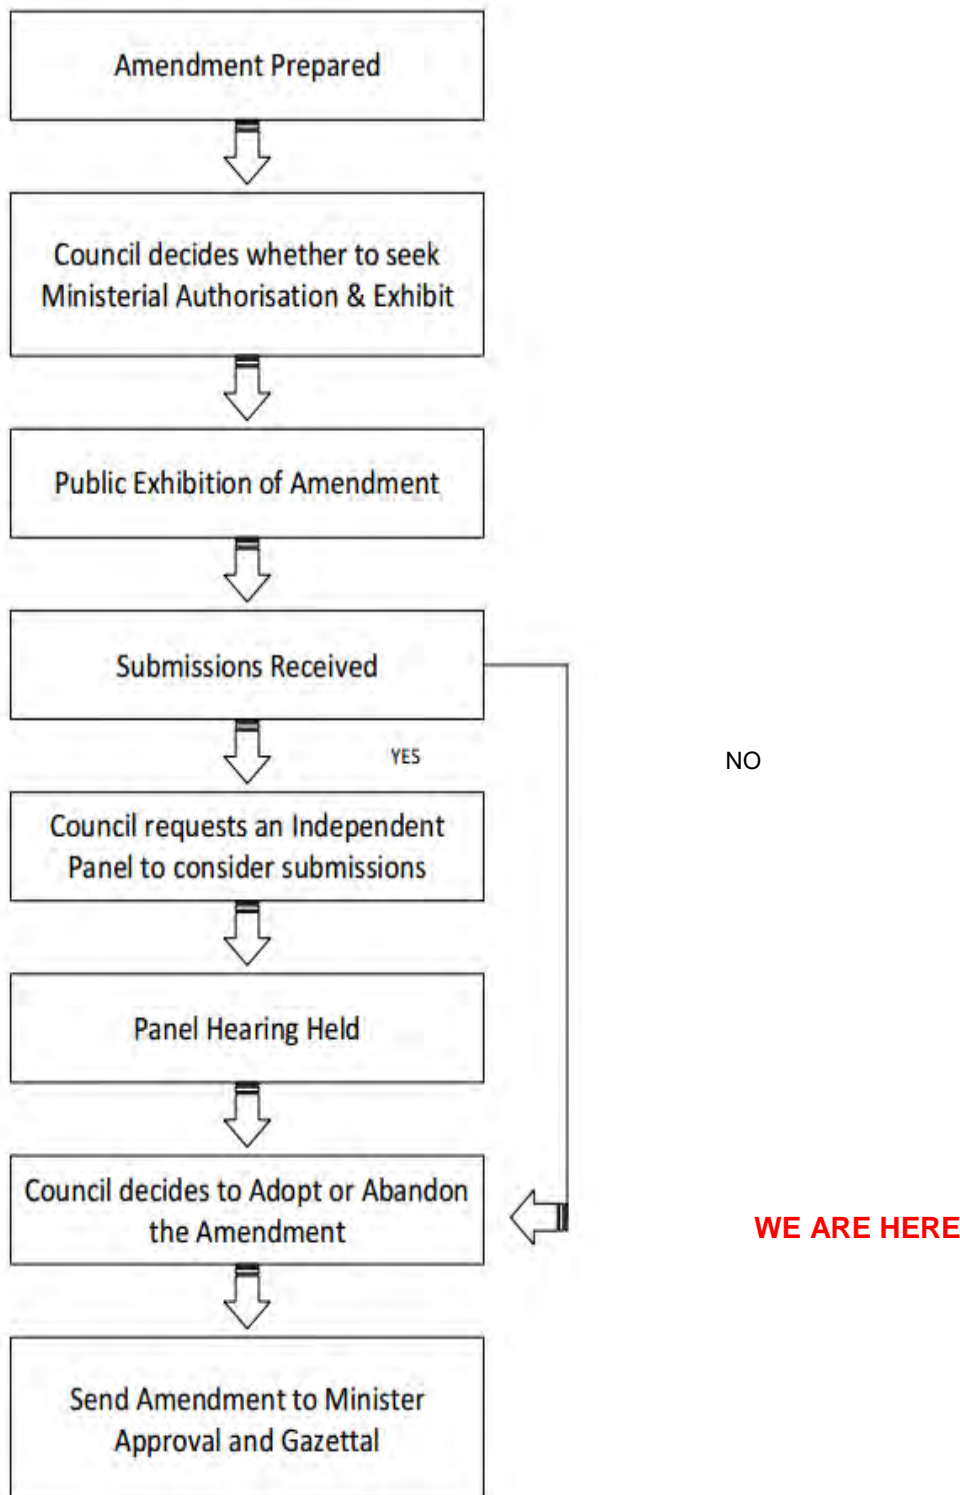 Amendment Prepared
Council decides whether to seek
Ministerial Authorisation & Exhibit
Public Exhibition of Amendment
Submissions Received
YES
NO
Council requests an Independent
Panel to consider submissions
Panel Hearing Held
Council decides to Adopt or Abandon
the Amendment
WE ARE HERE
Send Amendment to Minister
Approval and Gazettal